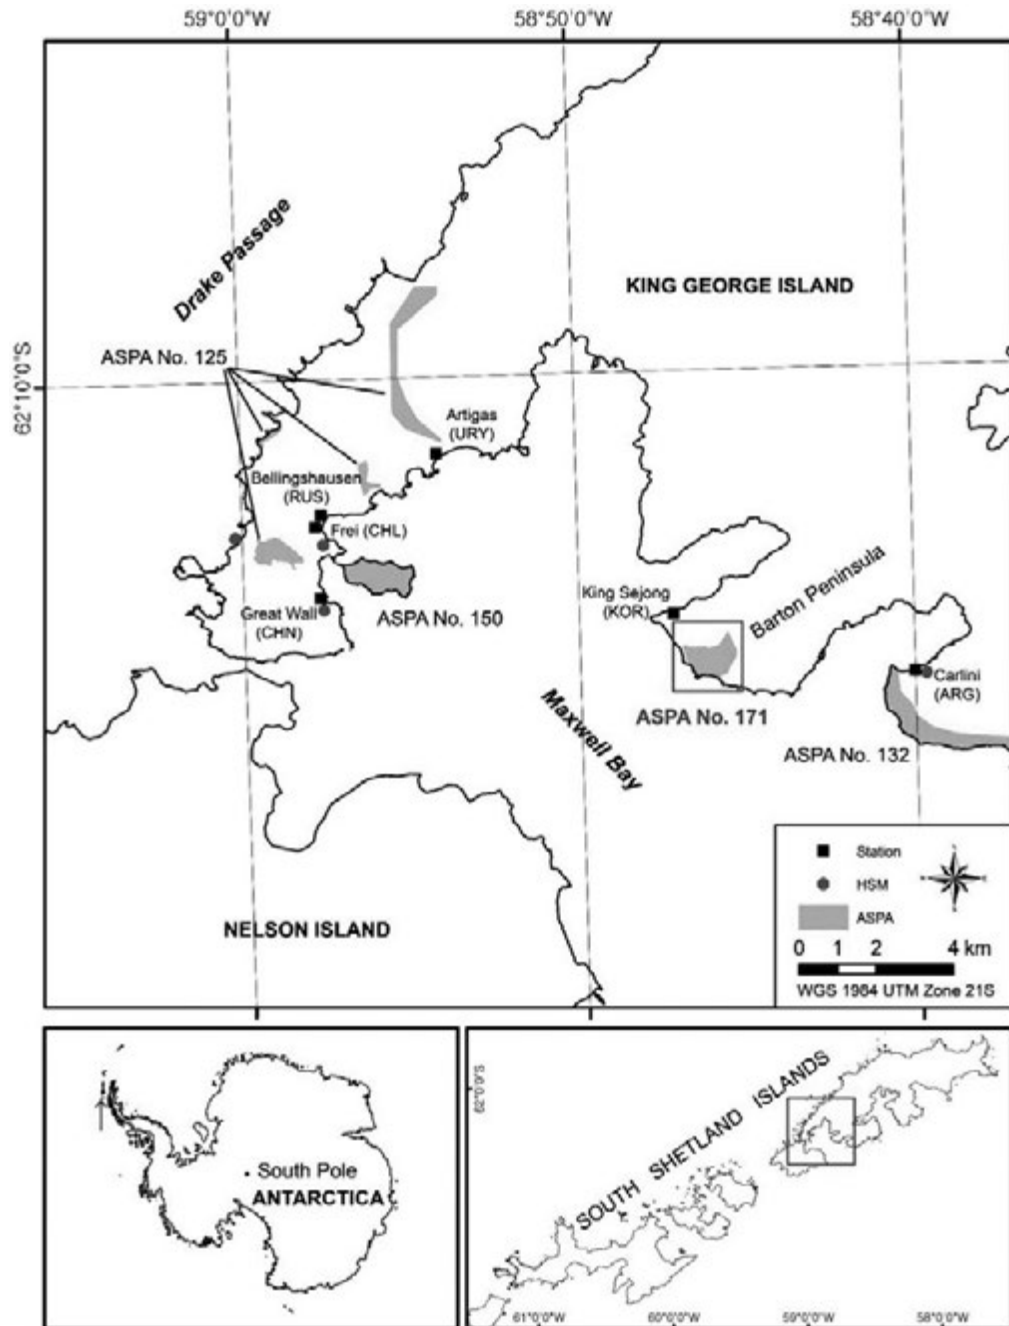 59°0'0"W
58°50'0"W
58°40'0"W
Drake Passage
KING GEORGE ISLAND
ASPA No. 125
62°10'0"S
Artigas
(URY)
Bellingshausen
(RUS)
Frei (CHL)
Great Wall
(CHN)
ASPA No. 150
King Sejong
(KOR)
Barton Peninsula
ASPA No. 171
Carlini
(ARG)
ASPA No. 132
Maxwell Bay
NELSON ISLAND
Station
HSM
ASPA
0 1 2 4 km
WGS 1984 UTM Zone 21S
South Pole
ANTARCTICA
62°0'0"S
SOUTH SHETLAND ISLANDS
61°0'0"W
60°0'0"W
59°0'0"W
58°0'0"W